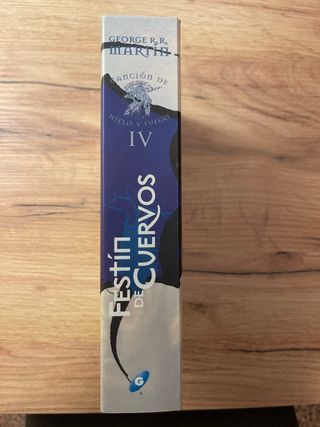 GEORGE R. R.
MARTIN
CANCIÓN DE
HIELO Y FUEGO
IV
FESTÍN
DE CUERVOS
G